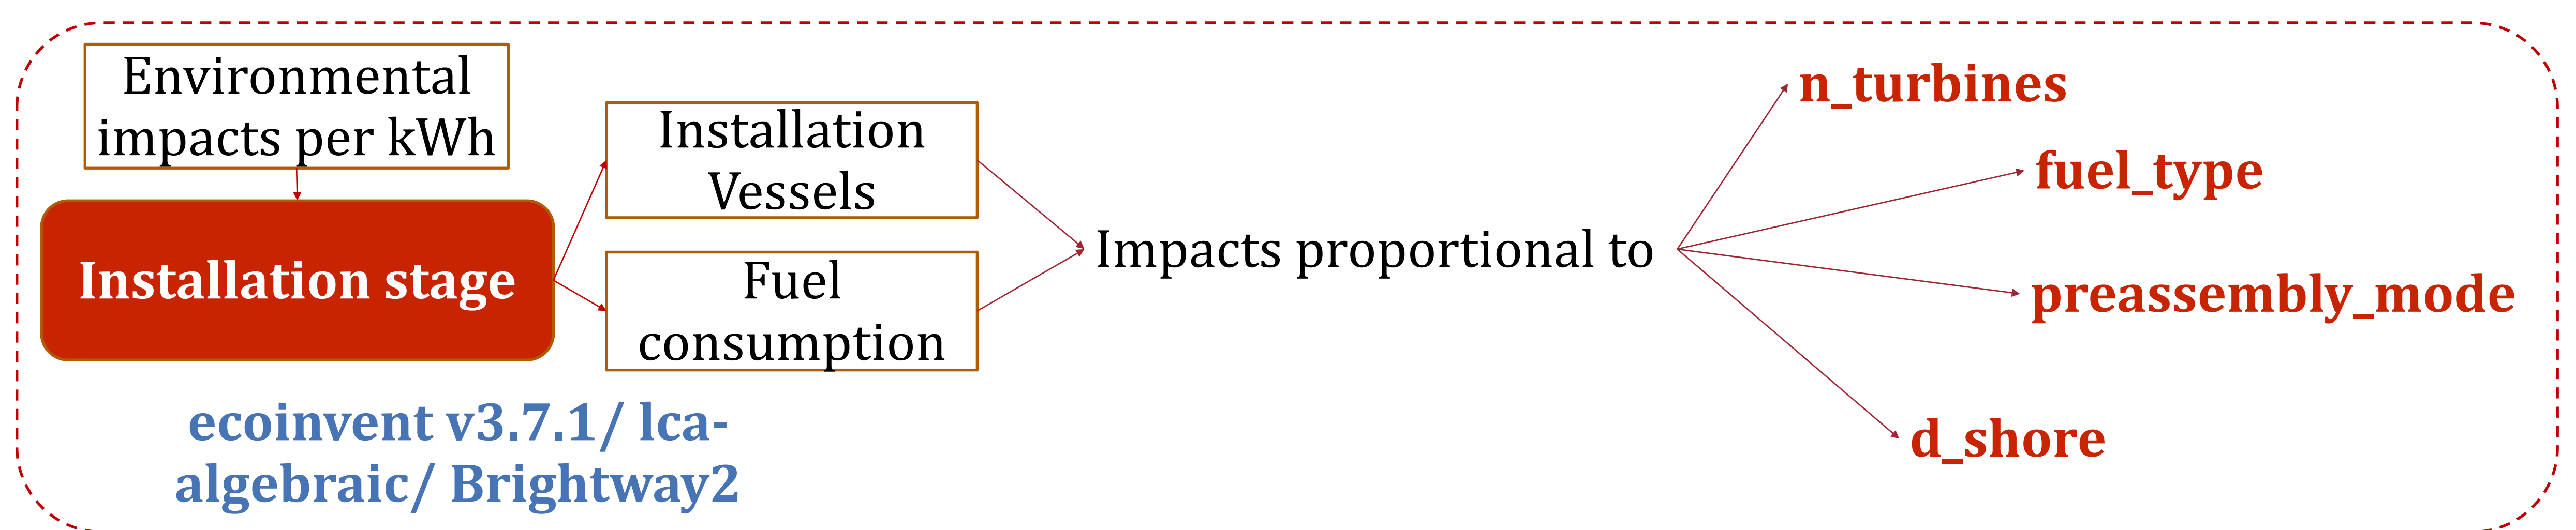 Environmental
impacts per kWh
Installation stage
Installation
Vessels
Fuel
consumption
Impacts proportional to
n_turbines
fuel_type
preassembly_mode
d_shore
ecoinvent v3.7.1/ lca-
algebraic/ Brightway2